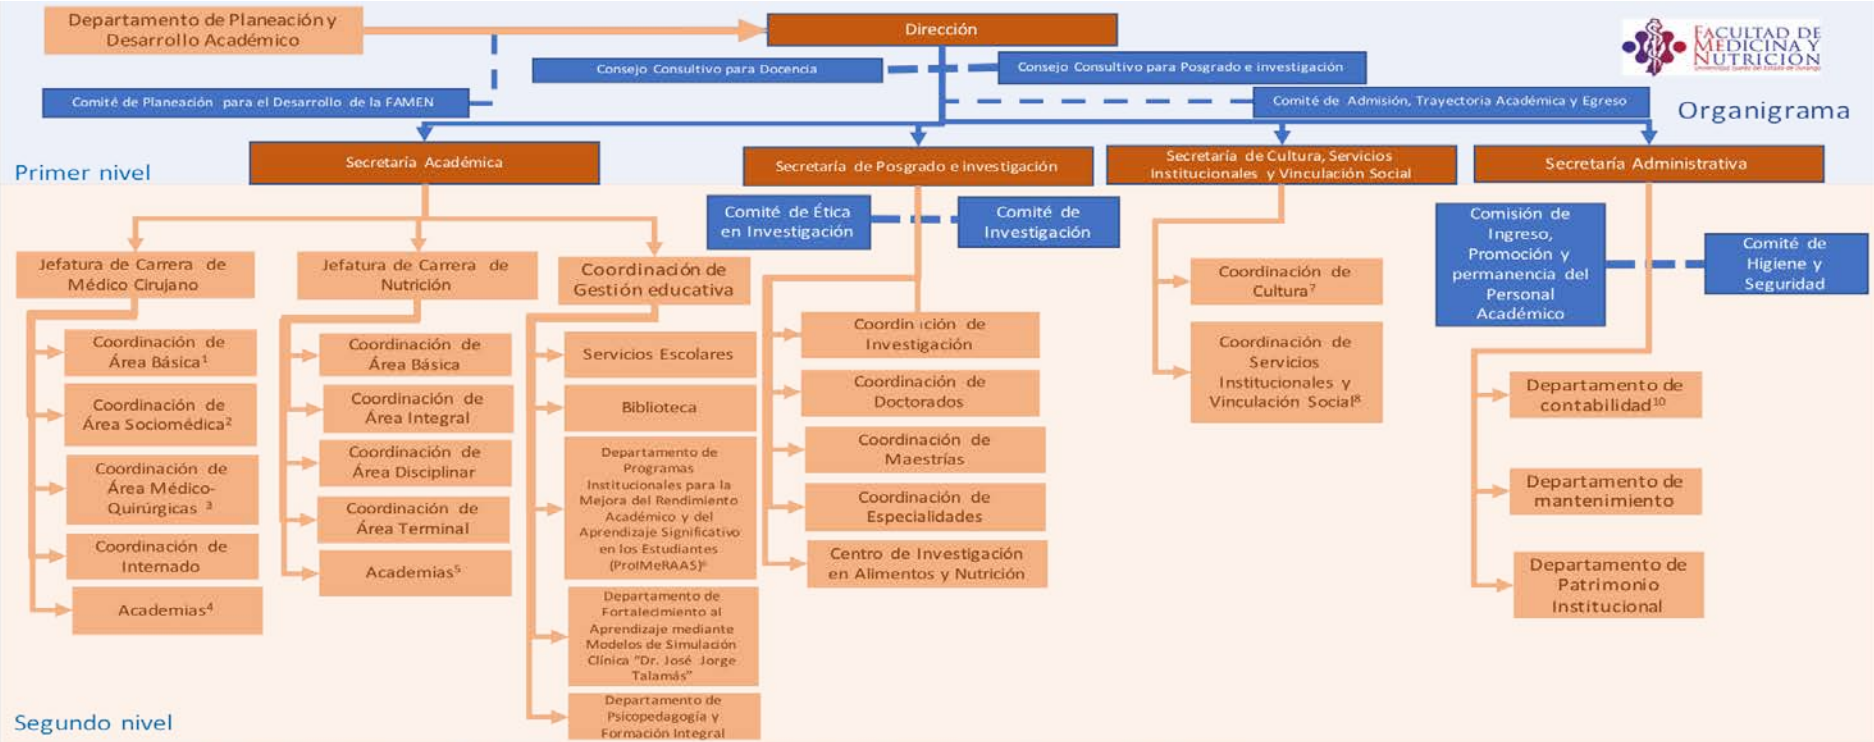 Departamento de Planeación y
Desarrollo Académico
Dirección
FACULTAD DE
MEDICINA Y
NUTRICIÓN
Consejo Consultivo para Docencia
Consejo Consultivo para Posgrado e investigación
Comité de Planeación para el Desarrollo de la FAMEN
Comité de Admisión, Trayectoria Académica y Egreso
Organigrama
Primer nivel
Secretaría Académica
Secretaría de Posgrado e investigación
Secretaría de Cultura, Servicios
Institucionales y Vinculación Social
Secretaría Administrativa
Comité de Ética
en Investigación
Comité de
Investigación
Comisión de
Ingreso,
Promoción y
permanencia del
Personal
Académico
Comité de
Higiene y
Seguridad
Jefatura de Carrera de
Médico Cirujano
Coordinación de
Área Básica¹
Coordinación de
Área Sociomédica²
Coordinación de
Área Médico-
Quirúrgicas ³
Coordinación de
Internado
Academias⁴
Jefatura de Carrera de
Nutrición
Coordinación de
Área Básica
Coordinación de
Área Integral
Coordinación de
Área Disciplinar
Coordinación de
Área Terminal
Academias⁵
Coordinación de
Gestión educativa
Servicios Escolares
Biblioteca
Departamento de
Programas
Institucionales para la
Mejora del Rendimiento
Académico y del
Aprendizaje Significativo
en los Estudiantes
(ProIMeRAAS)⁶
Departamento de
Fortalecimiento al
Aprendizaje mediante
Modelos de Simulación
Clínica "Dr. José Jorge
Talamás"
Departamento de
Psicopedagogía y
Formación Integral
Coordinación de
Investigación
Coordinación de
Doctorados
Coordinación de
Maestrías
Coordinación de
Especialidades
Centro de Investigación
en Alimentos y Nutrición
Coordinación de
Cultura⁷
Coordinación de
Servicios
Institucionales y
Vinculación Social⁸
Departamento de
contabilidad¹⁰
Departamento de
mantenimiento
Departamento de
Patrimonio
Institucional
Segundo nivel